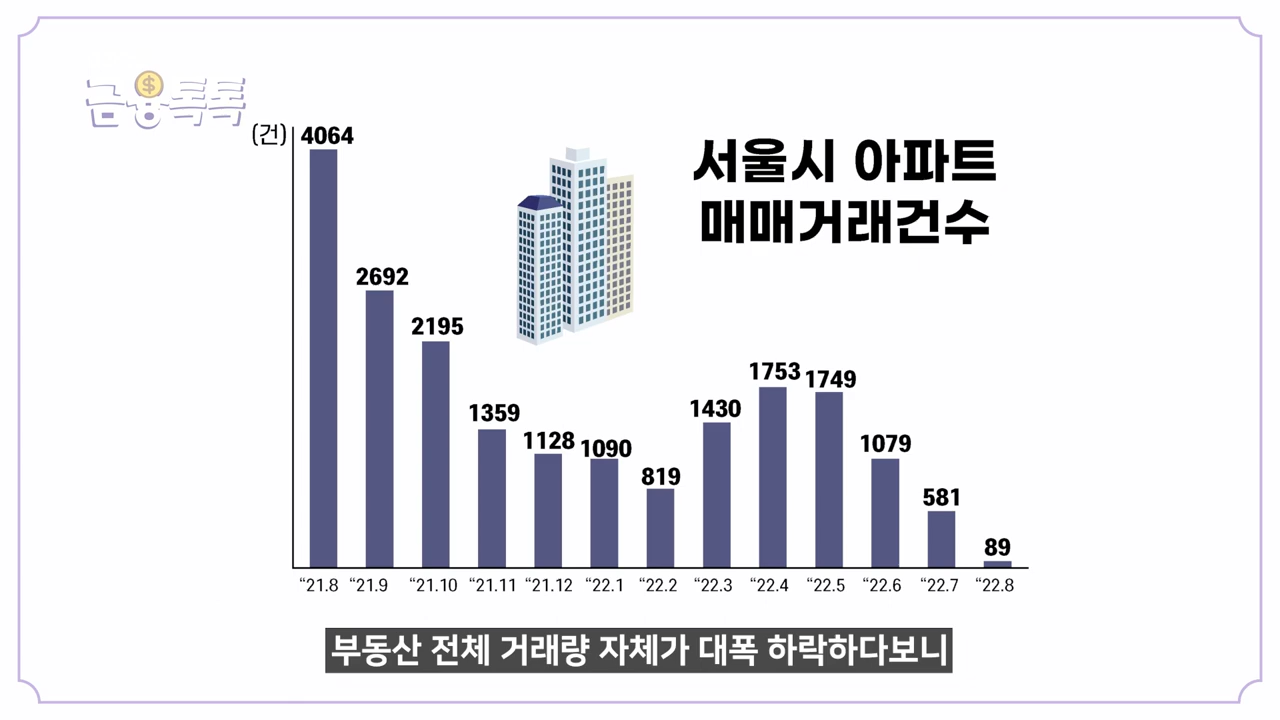 금융톡톡
(건)
서울시 아파트
매매거래건수
4064
2692
2195
1359
1128
1090
819
1430
1753
1749
1079
581
89
“21.8 “21.9 “21.10 “21.11 “21.12 “22.1 “22.2 “22.3 “22.4 “22.5 “22.6 “22.7 “22.8
부동산 전체 거래량 자체가 대폭 하락하다보니